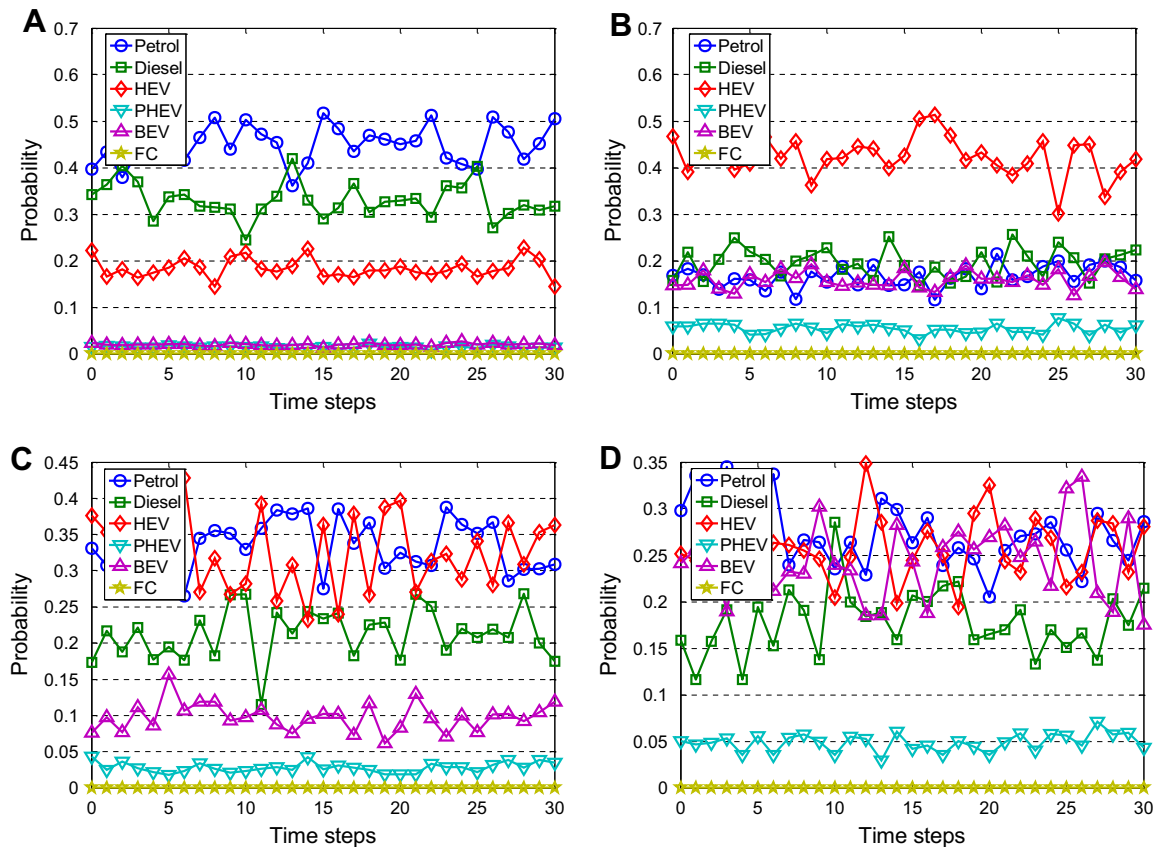 A
0.7
0.6
0.5
0.4
0.3
0.2
0.1
0
Probability
Petrol
Diesel
HEV
PHEV
BEV
FC
0 5 10 15 20 25 30
Time steps
B
0.7
0.6
0.5
0.4
0.3
0.2
0.1
0
Probability
Petrol
Diesel
HEV
PHEV
BEV
FC
0 5 10 15 20 25 30
Time steps
C
0.45
0.4
0.35
0.3
0.25
0.2
0.15
0.1
0.05
0
Probability
Petrol
Diesel
HEV
PHEV
BEV
FC
0 5 10 15 20 25 30
Time steps
D
0.35
0.3
0.25
0.2
0.15
0.1
0.05
0
Probability
Petrol
Diesel
HEV
PHEV
BEV
FC
0 5 10 15 20 25 30
Time steps